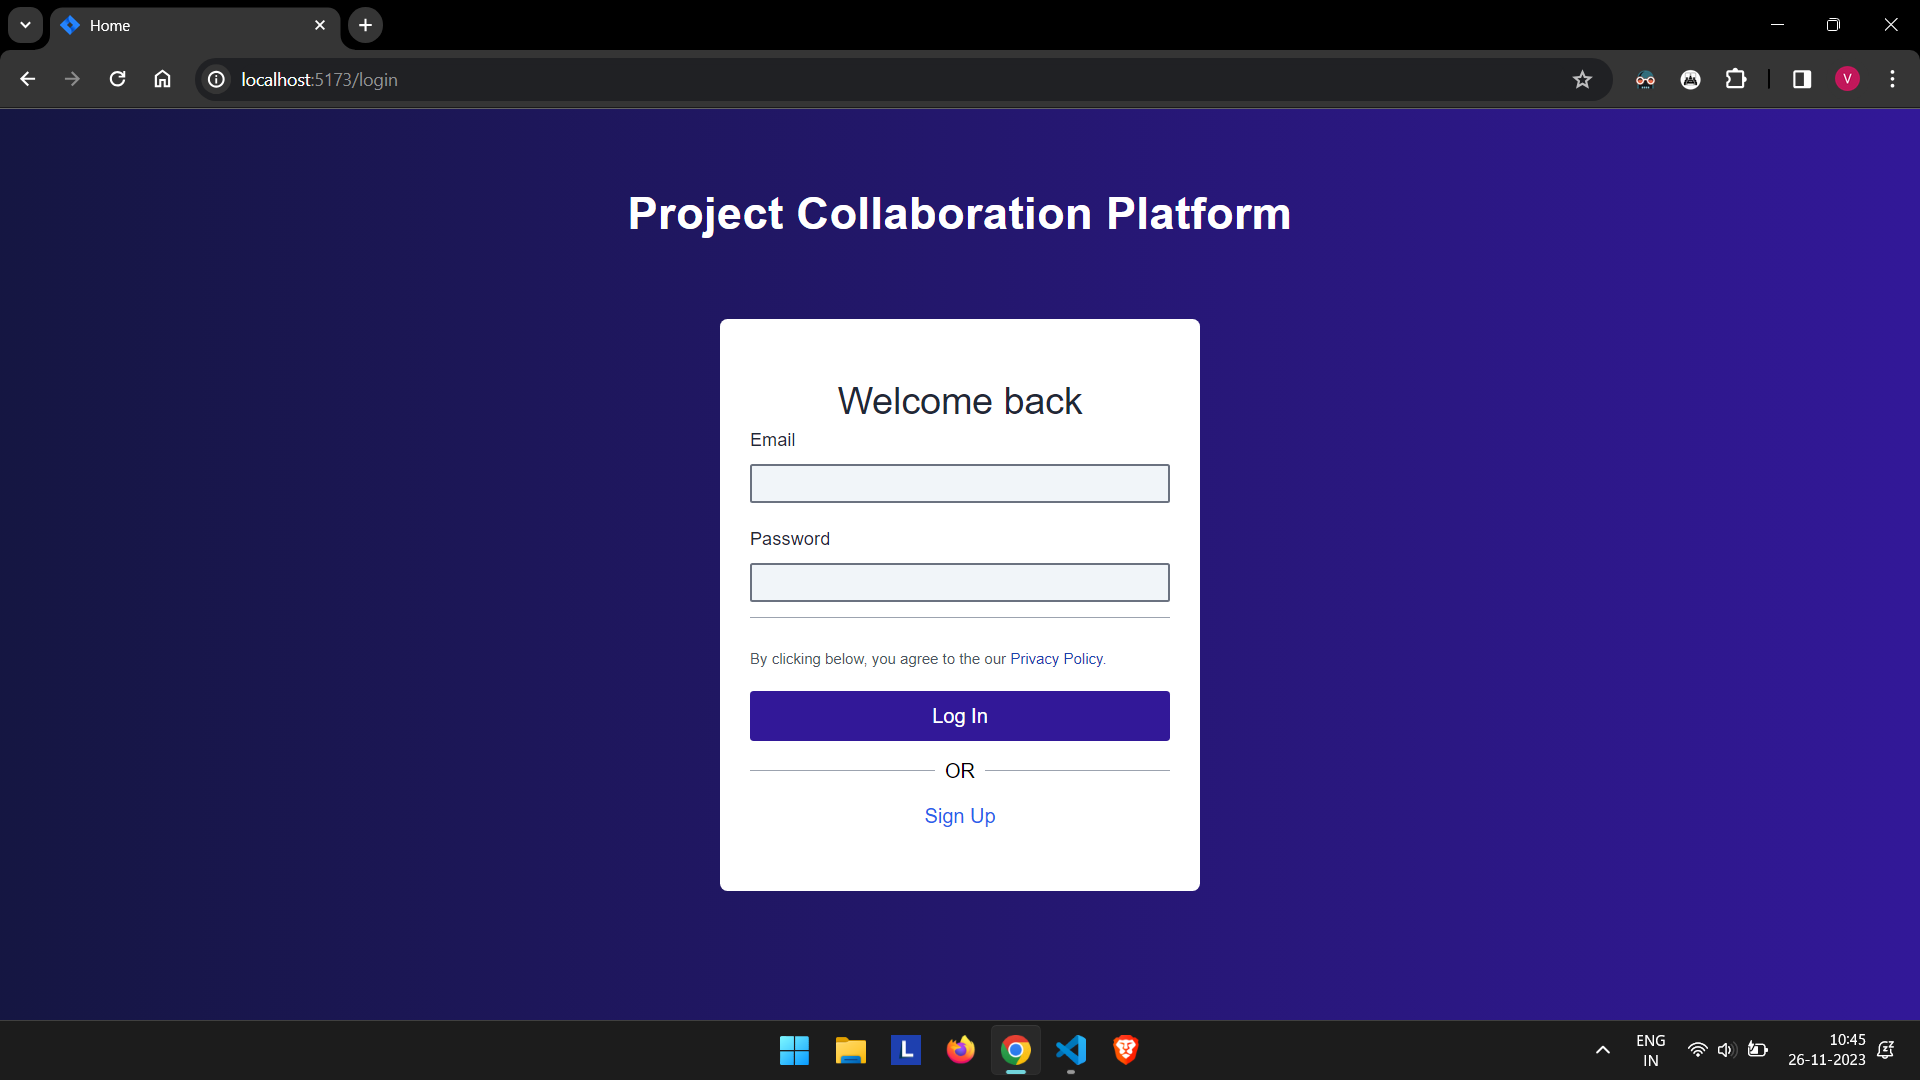 Home
localhost:5173/login
V
Project Collaboration Platform
Welcome back
Email
Password
By clicking below, you agree to the our Privacy Policy.
Log In
OR
Sign Up
L
ENG
IN
10:45
26-11-2023